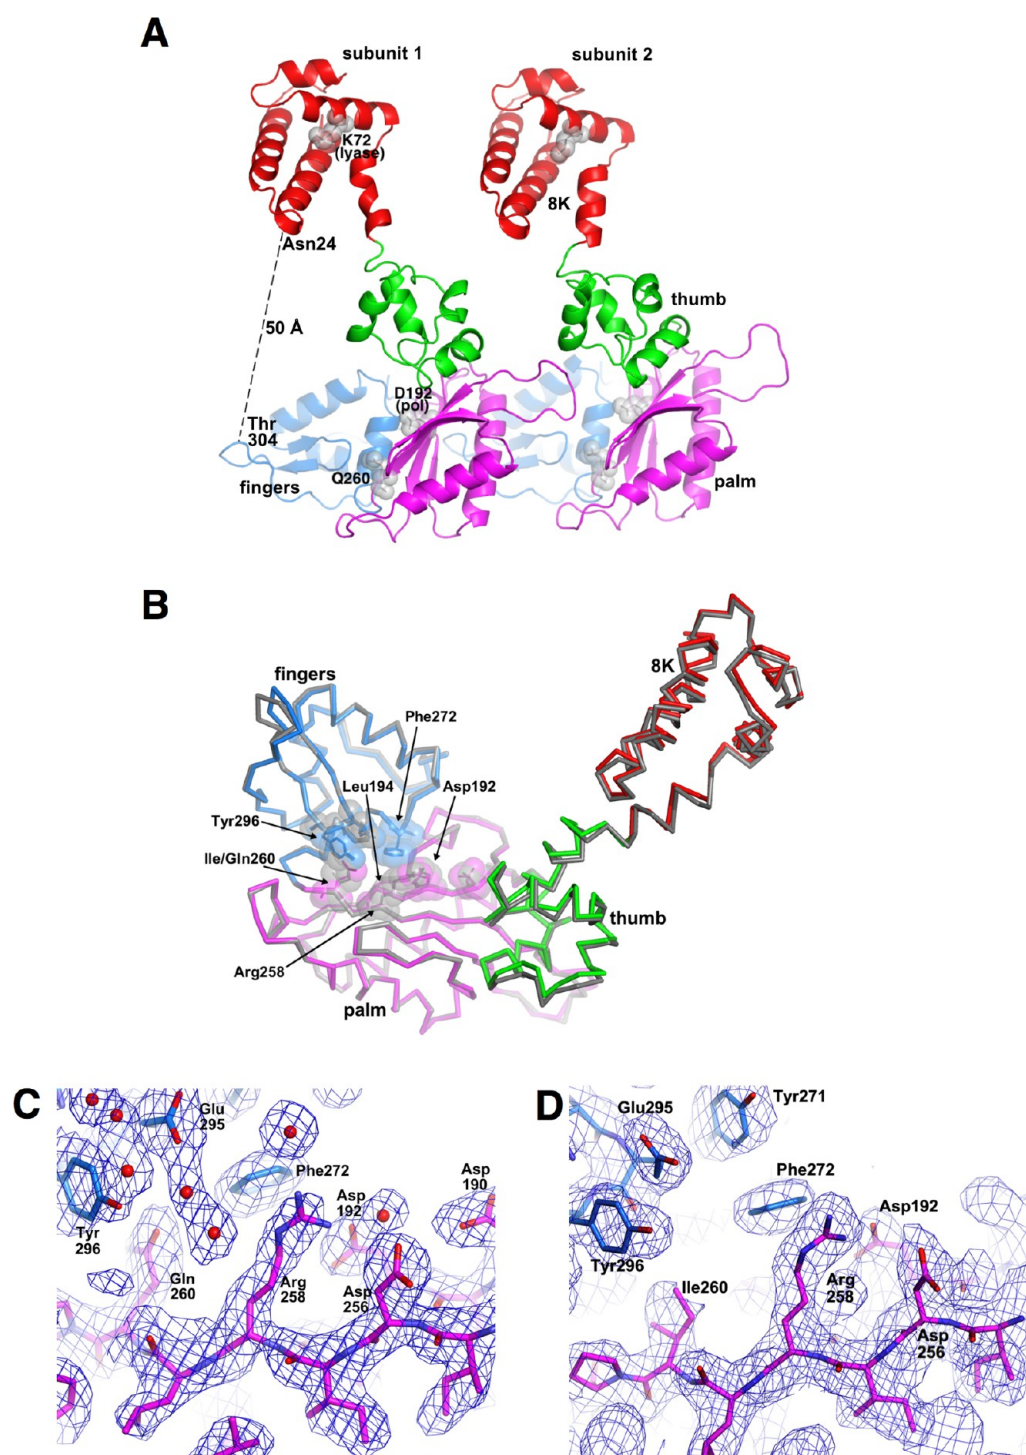 A
subunit 1
subunit 2
K72
(lyase)
8K
Asn24
thumb
50 Å
D192
(pol)
Thr
304
Q260
fingers
palm
B
8K
fingers
Phe272
Leu194
Asp192
Tyr296
Ile/Gln260
thumb
Arg258
palm
C
Glu
295
Phe272
Asp
190
Asp
192
Tyr
296
Gln
260
Arg
258
Asp
256
D
Glu295
Tyr271
Phe272
Asp192
Tyr296
Ile260
Arg
258
Asp
256